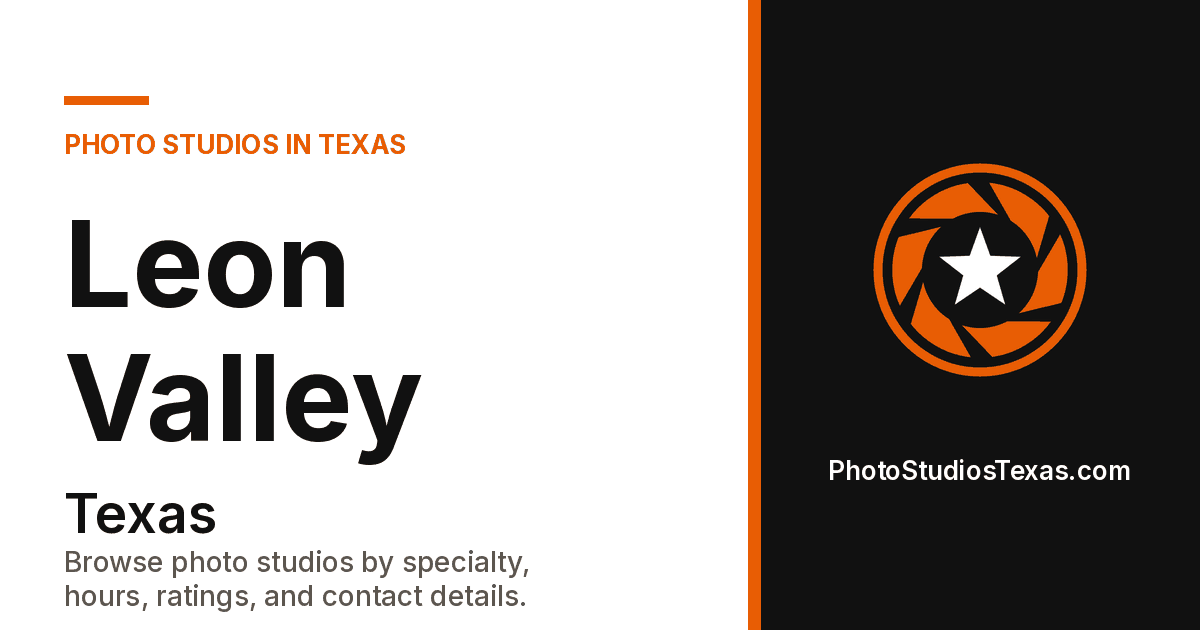 PHOTO STUDIOS IN TEXAS
Leon
Valley
Texas
Browse photo studios by specialty,
hours, ratings, and contact details.
PhotoStudiosTexas.com